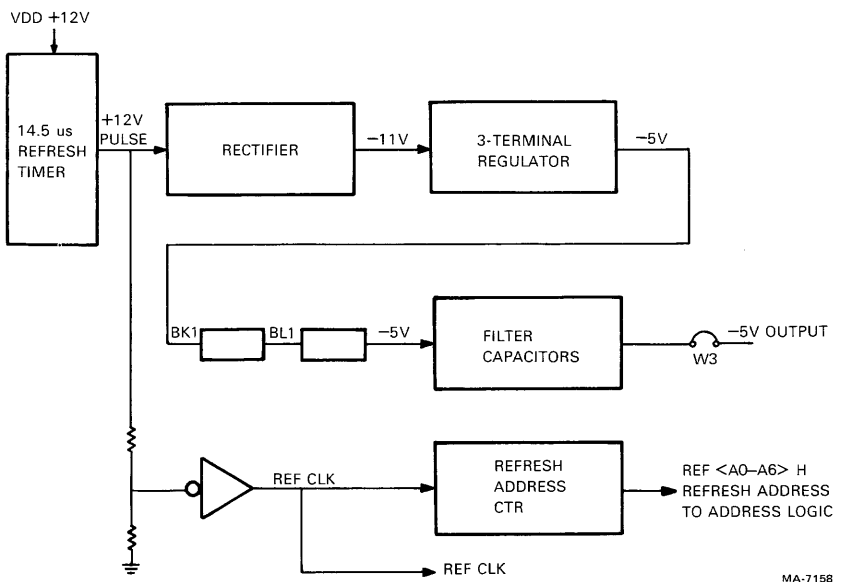 VDD +12V
14.5 us
REFRESH
TIMER
+12V
PULSE
RECTIFIER
−11V
3-TERMINAL
REGULATOR
−5V
BK1
BL1
−5V
FILTER
CAPACITORS
W3
−5V OUTPUT
REF CLK
REFRESH
ADDRESS
CTR
REF <A0–A6> H
REFRESH ADDRESS
TO ADDRESS LOGIC
REF CLK
MA-7158